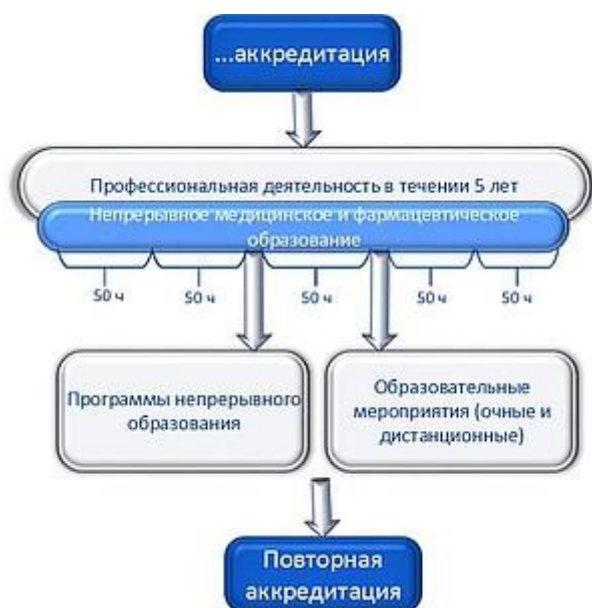 ...аккредитация
Профессиональная деятельность в течении 5 лет
Непрерывное медицинское и фармацевтическое
образование
50 ч
50 ч
50 ч
50 ч
50 ч
Программы непрерывного
образования
Образовательные
мероприятия (очные и
дистанционные)
Повторная
аккредитация